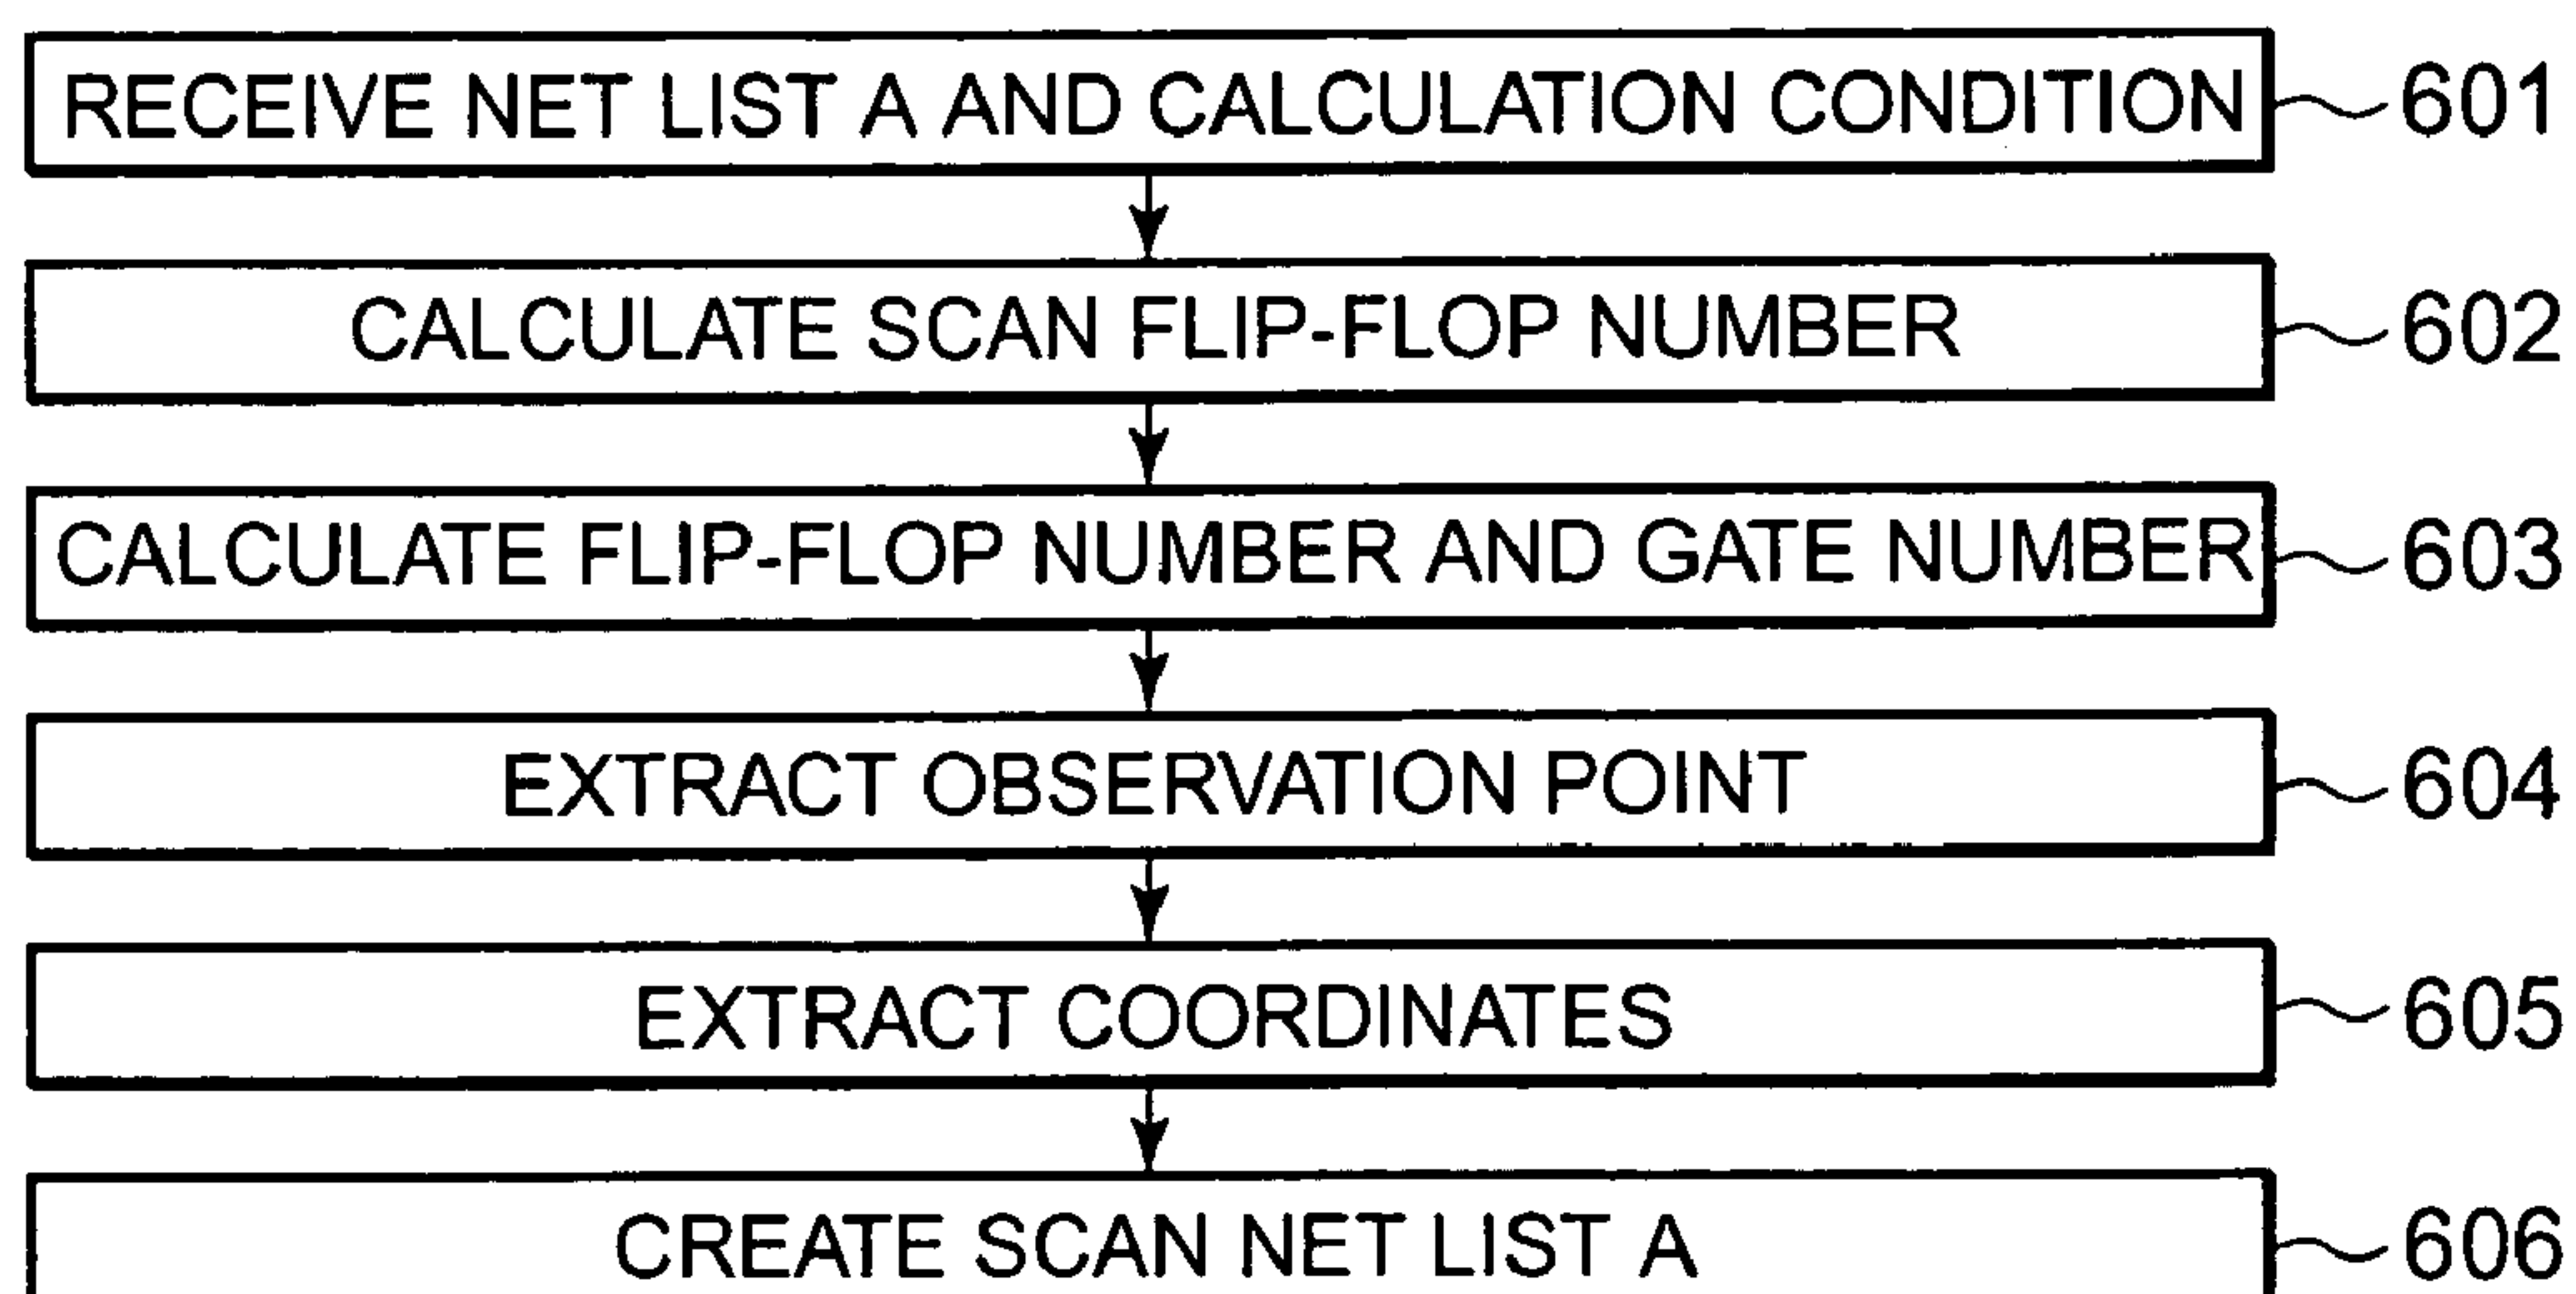 RECEIVE NET LIST A AND CALCULATION CONDITION 601
CALCULATE SCAN FLIP-FLOP NUMBER 602
CALCULATE FLIP-FLOP NUMBER AND GATE NUMBER 603
EXTRACT OBSERVATION POINT 604
EXTRACT COORDINATES 605
CREATE SCAN NET LIST A 606